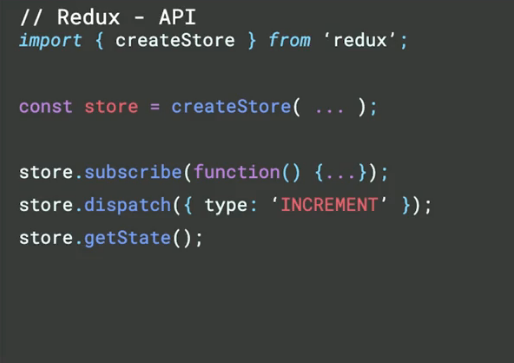 // Redux - API
import { createStore } from ‘redux’;
const store = createStore( ... );
store.subscribe(function() {...});
store.dispatch({ type: ‘INCREMENT’ });
store.getState();